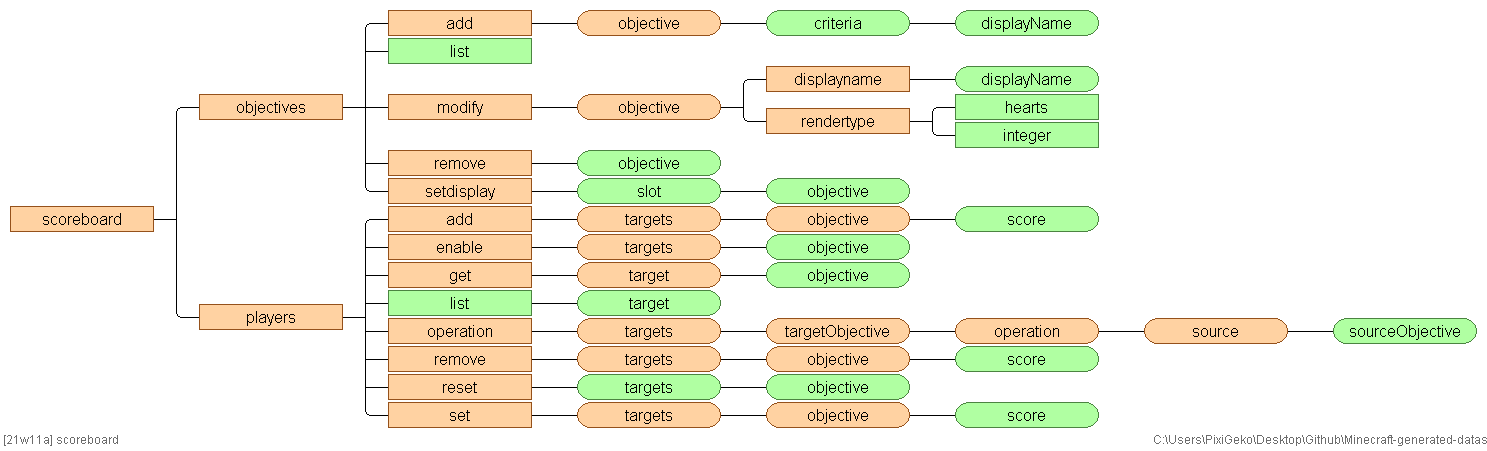 add objective criteria displayName
list
displayname displayName
objectives modify objective hearts
rendertype
integer
remove objective
setdisplay slot objective
scoreboard add targets objective score
enable targets objective
get target objective
list target
players
operation targets targetObjective operation source sourceObjective
remove targets objective score
reset targets objective
set targets objective score
[21w11a] scoreboard C:\Users\PixiGeko\Desktop\Github\Minecraft-generated-datas